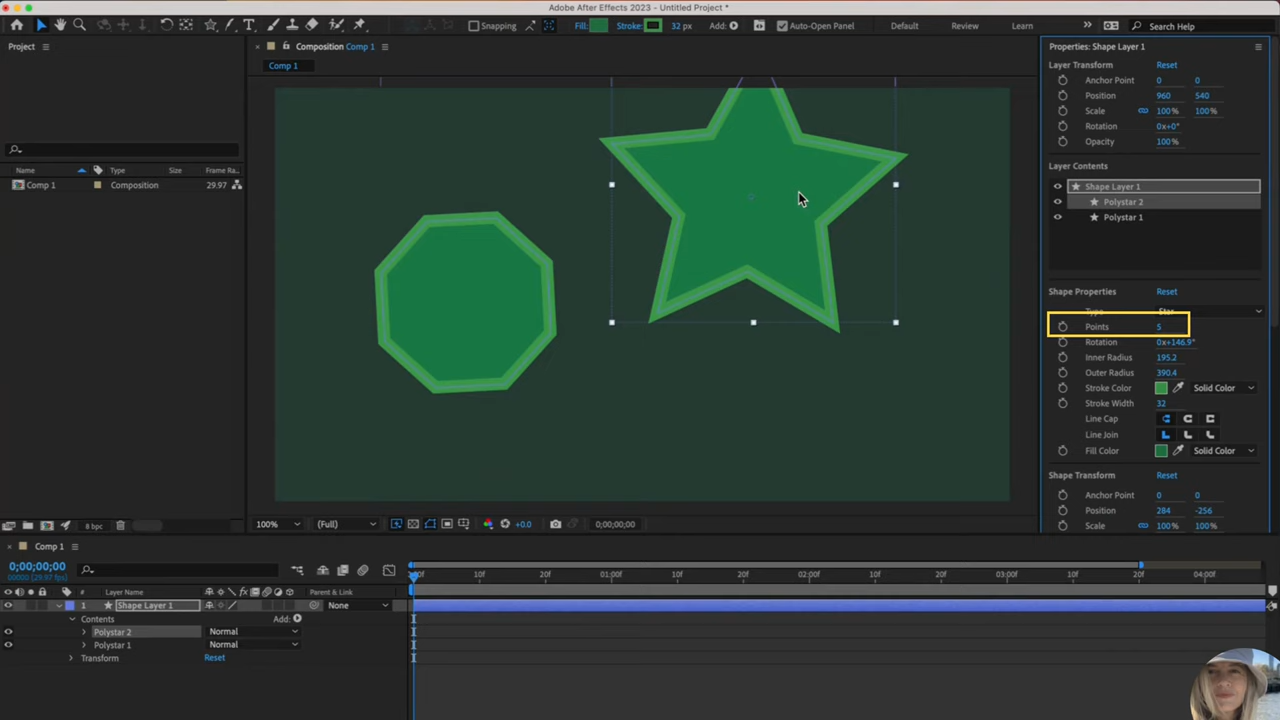 Adobe After Effects 2023 - Untitled Project *
Snapping
Fill:
Stroke:
32 px
Add:
Auto-Open Panel
Default
Review
Learn
Search Help
Project
Composition Comp 1
Comp 1
Name
Type
Size
Frame Ra..
Comp 1
Composition
29.97
Properties: Shape Layer 1
Layer Transform Reset
Anchor Point 0 0
Position 960 540
Scale 100% 100%
Rotation 0x+0°
Opacity 100%
Layer Contents
Shape Layer 1
Polystar 2
Polystar 1
Shape Properties Reset
Type Star
Points 5
Rotation 0x+146.9°
Inner Radius 195.2
Outer Radius 390.4
Stroke Color Solid Color
Stroke Width 32
Line Cap
Line Join
Fill Color Solid Color
Shape Transform Reset
Anchor Point 0 0
Position 284 -256
Scale 100% 100%
8 bpc
100% (Full) +0.0 0;00;00;00
Comp 1
0;00;00;00
00000 (29.97 fps)
:00f 10f 20f 01:00f 10f 20f 02:00f 10f 20f 03:00f 10f 20f 04:00f
# Layer Name Parent & Link
1 Shape Layer 1 None
Contents Add:
Polystar 2 Normal
Polystar 1 Normal
Transform Reset